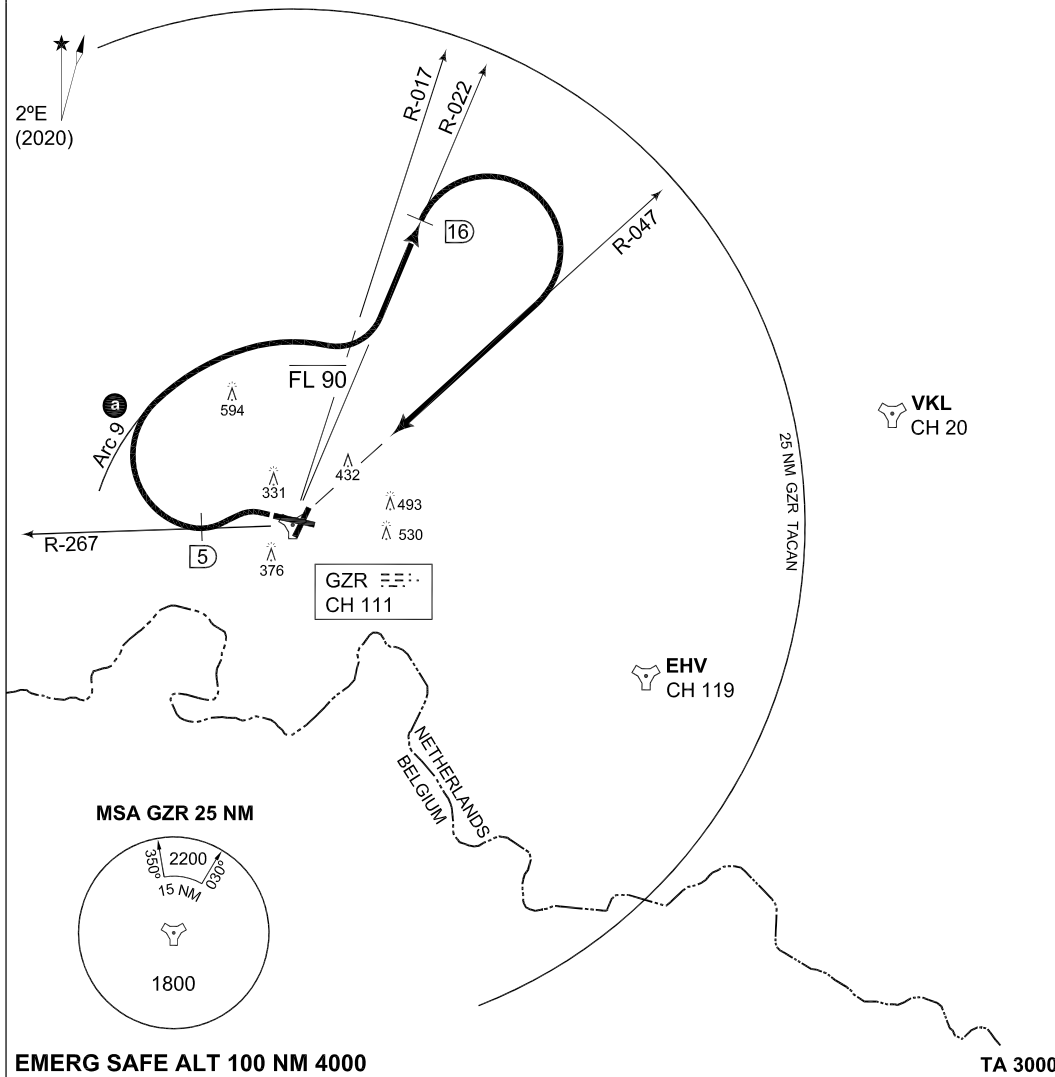 2ºE
(2020)
R-017
R-022
16
R-047
FL 90
594
a
Arc 9
VKL
CH 20
432
331
493
530
25 NM GZR TACAN
R-267
5
376
GZR
CH 111
EHV
CH 119
NETHERLANDS
BELGIUM
MSA GZR 25 NM
350º
2200
030º
15 NM
1800
EMERG SAFE ALT 100 NM 4000
TA 3000